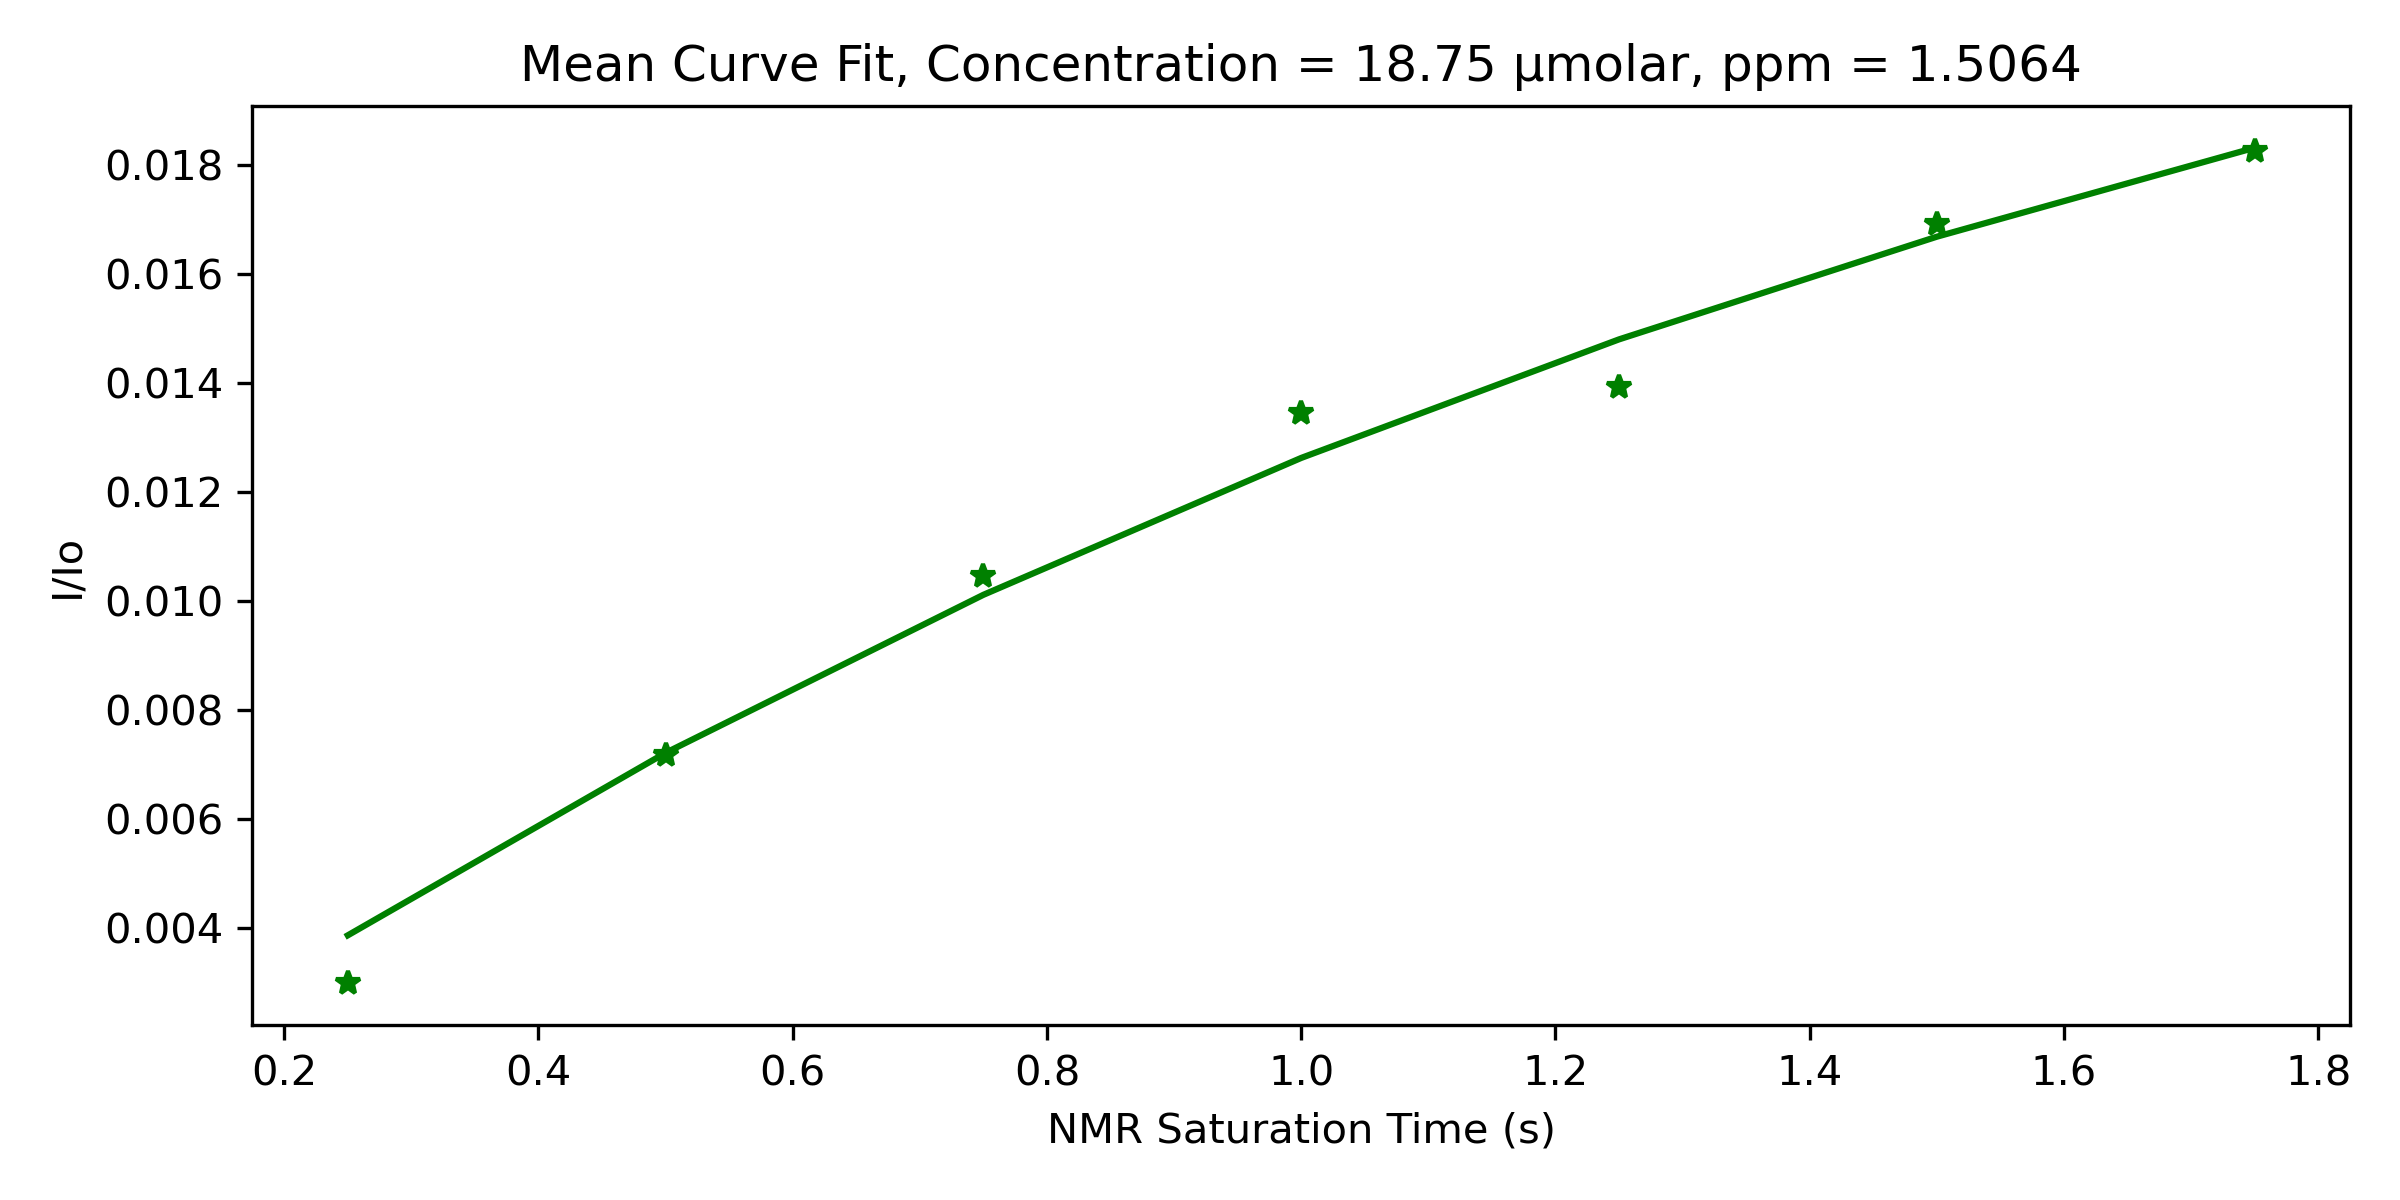 Mean Curve Fit, Concentration = 18.75 µmolar, ppm = 1.5064
0.018
0.016
0.014
0.012
0.010
0.008
0.006
0.004
I/Io
0.2 0.4 0.6 0.8 1.0 1.2 1.4 1.6 1.8
NMR Saturation Time (s)